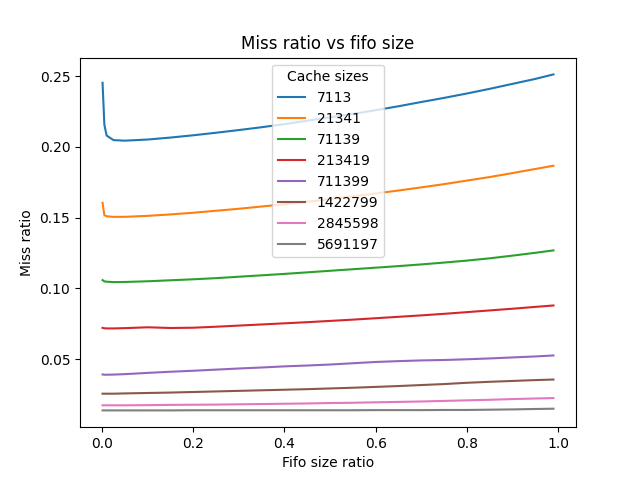 Miss ratio vs fifo size
Cache sizes
7113
21341
71139
213419
711399
1422799
2845598
5691197
Miss ratio
0.25
0.20
0.15
0.10
0.05
0.0 0.2 0.4 0.6 0.8 1.0
Fifo size ratio